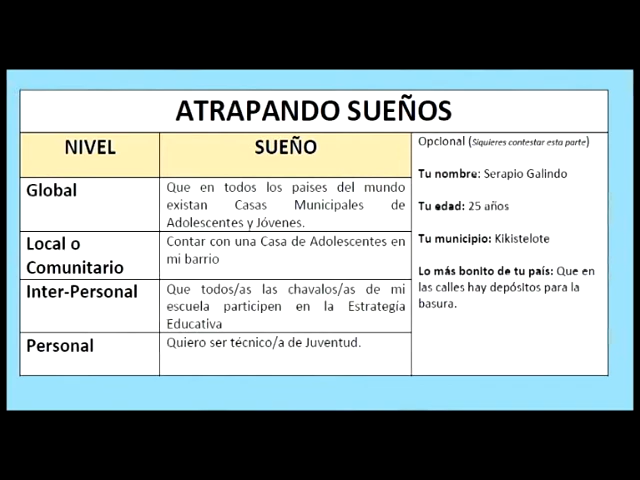 ATRAPANDO SUEÑOS
NIVEL
SUEÑO
Global
Que en todos los paises del mundo
existan Casas Municipales de
Adolescentes y Jóvenes.
Local o
Comunitario
Contar con una Casa de Adolescentes en
mi barrio
Inter-Personal
Que todos/as las chavalos/as de mi
escuela participen en la Estrategía
Educativa
Personal
Quiero ser técnico/a de Juventud.
Opcional (Siquieres contestar esta parte)
Tu nombre: Serapio Galindo
Tu edad: 25 años
Tu municipio: Kikistelote
Lo más bonito de tu país: Que en
las calles hay depósitos para la
basura.